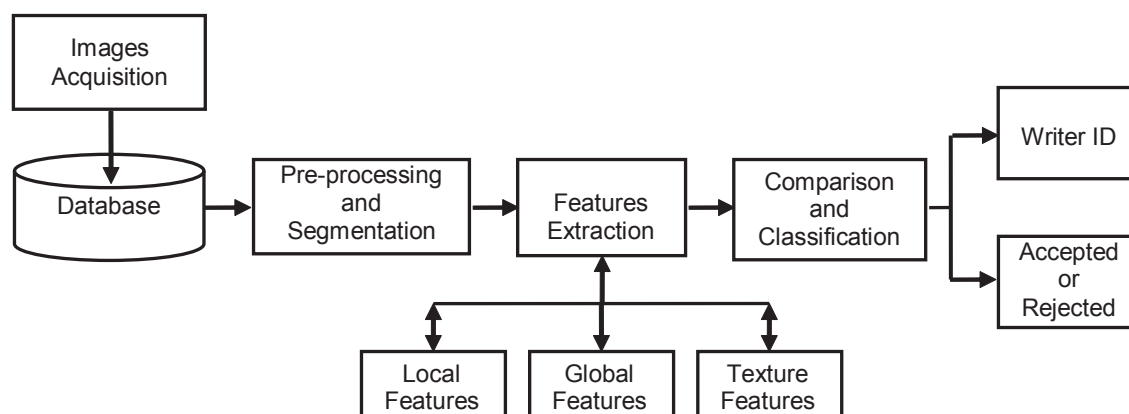 Images
Acquisition
Database
Pre-processing
and
Segmentation
Features
Extraction
Comparison
and
Classification
Writer ID
Accepted
or
Rejected
Local
Features
Global
Features
Texture
Features